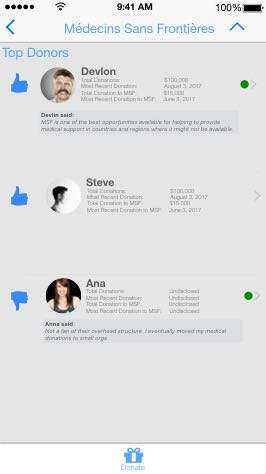 9:41 AM 100%
Médecins Sans Frontières
Top Donors
Devlon
Total Donations: $100,000
Most Recent Donation: August 3, 2017
Total Donation to MSF: $15,000
Most Recent Donation to MSF: June 3, 2017
Devlin said:
MSF is one of the best opportunities available for helping to provide
medical support in countries and regions where it might not be available.
Steve
Total Donations: $100,000
Most Recent Donation: August 3, 2017
Total Donation to MSF: $15,000
Most Recent Donation to MSF: June 3, 2017
Ana
Total Donations: Undisclosed
Most Recent Donation: Undisclosed
Total Donation to MSF: Undisclosed
Most Recent Donation to MSF: Undisclosed
Anna said:
Not a fan of their overhead structure. I eventually moved my medical
donations to small orgs.
Donate